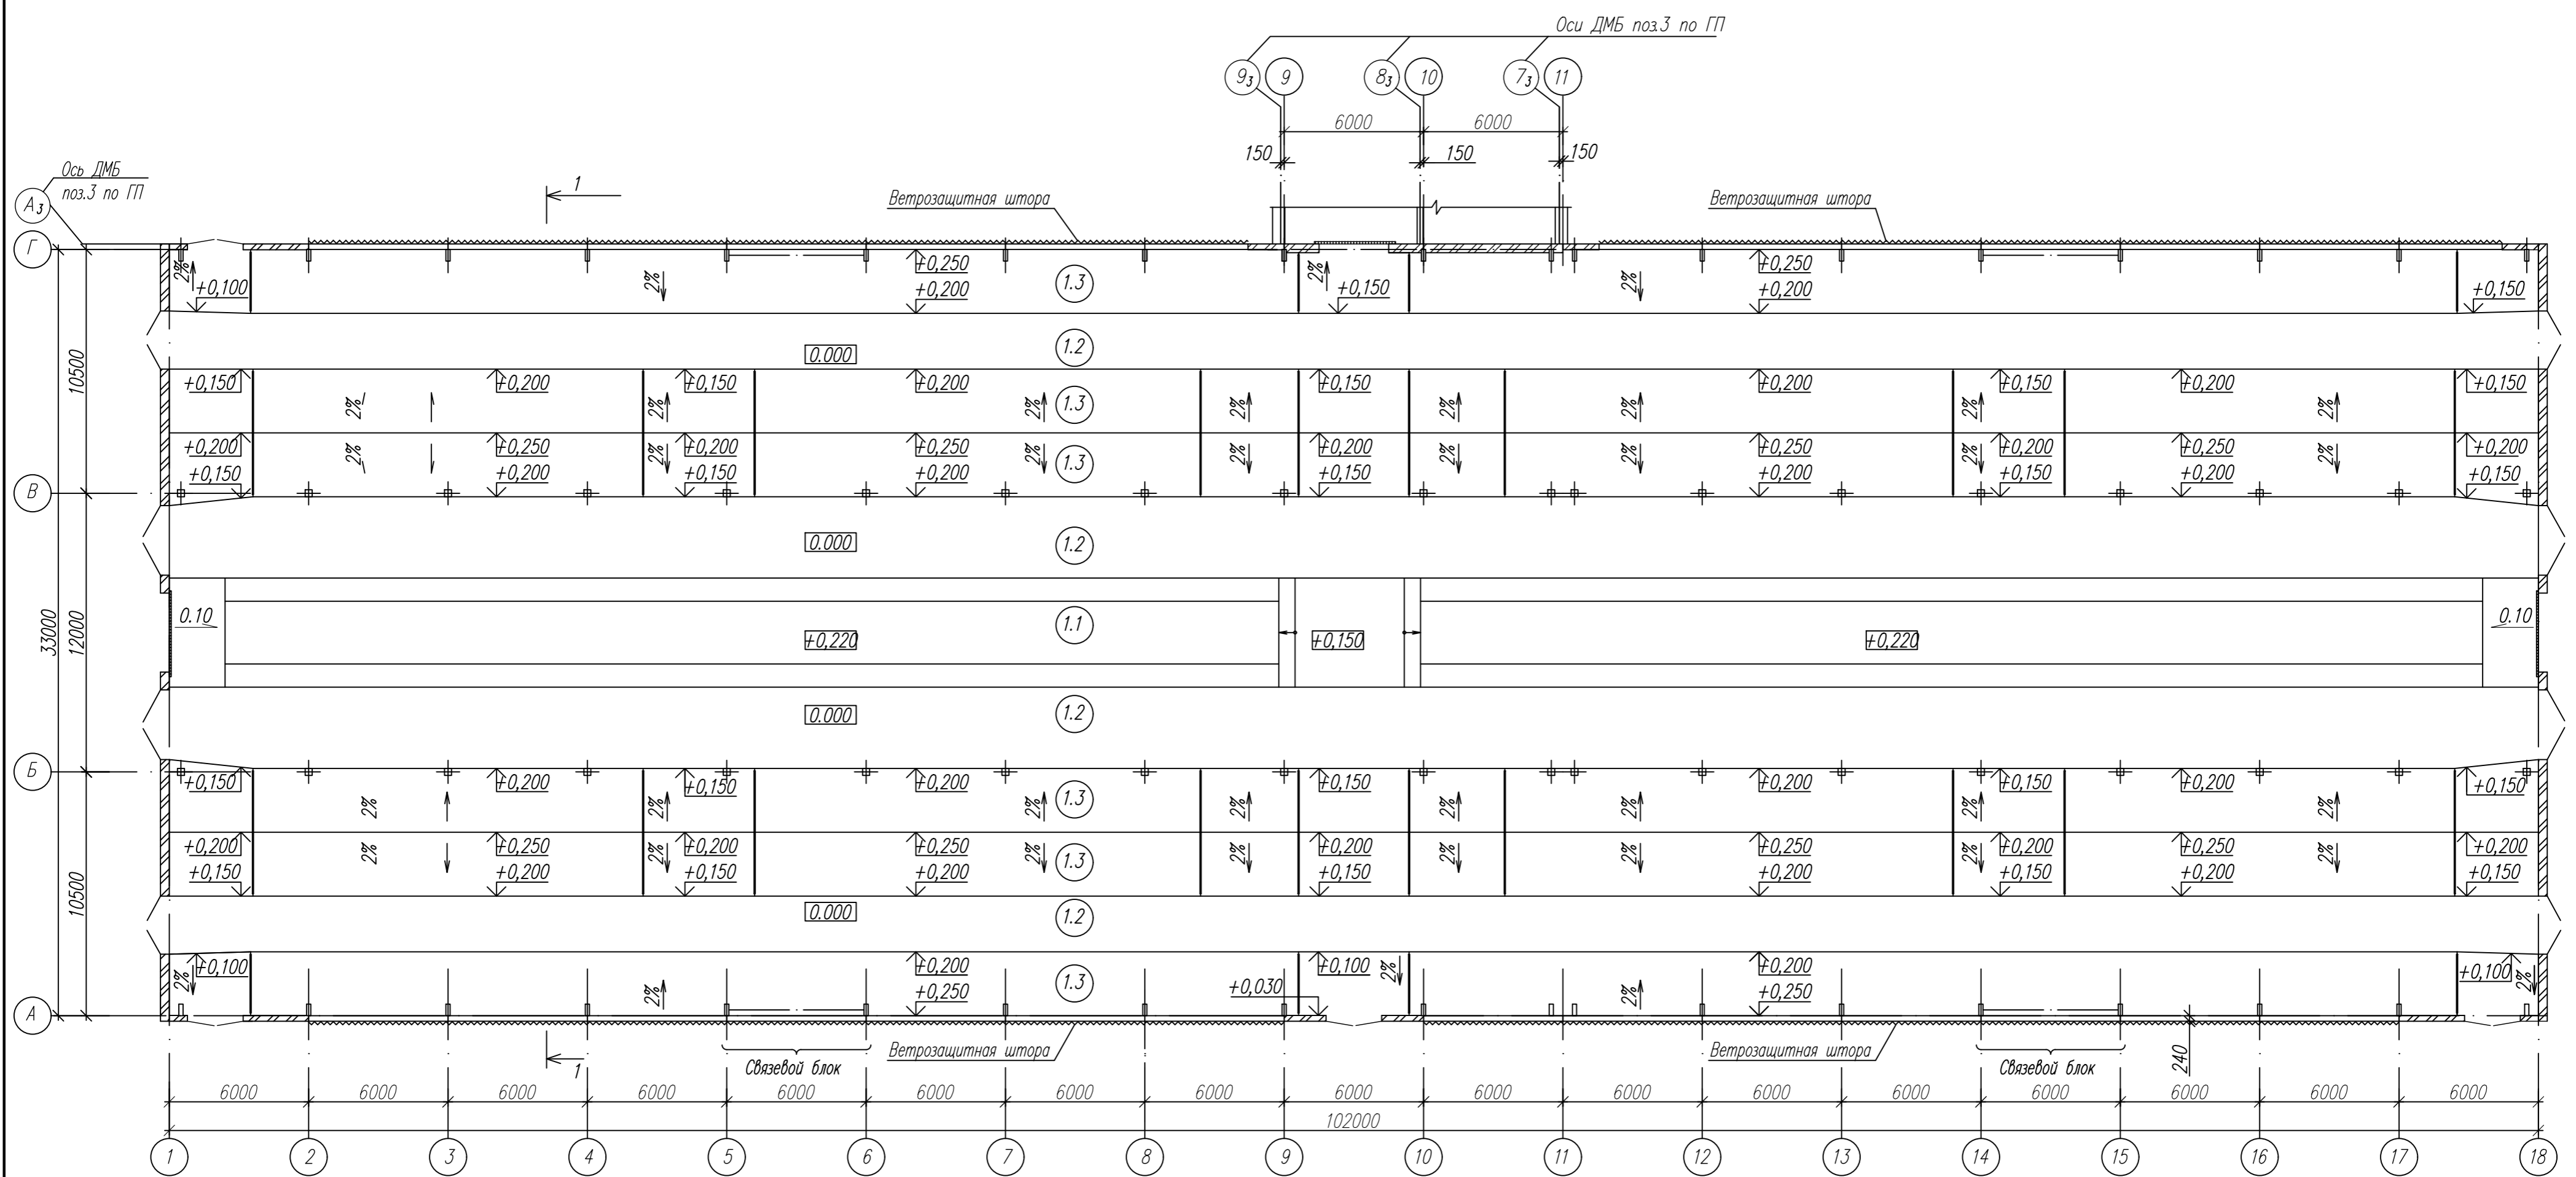 Оси ДМБ поз.3 по ГП
9₃ 9 8₃ 10 7₃ 11
6000 6000
150 150 150
Ось ДМБ
поз.3 по ГП
А₃
1
Ветрозащитная штора Ветрозащитная штора
Г
2% +0,100 2% +0,250 1.3 2% +0,150 2% +0,250 +0,150
+0,200 +0,200
10500
0.000 1.2
+0,150 +0,200 +0,150 +0,200 +0,150 +0,200 +0,150 +0,200 +0,150
2% 2% 2% 1.3 2% 2% 2% 2% 2%
+0,200 +0,250 +0,200 +0,250 +0,200 +0,250 +0,200 +0,250 +0,200
2% 2% 2% 1.3 2% 2% 2% 2% 2%
+0,150 +0,200 +0,150 +0,200 +0,150 +0,200 +0,150 +0,200 +0,150
В
0.000 1.2
33000 12000
0.10 1.1 0.10
+0,220 +0,150 +0,220
0.000 1.2
Б
+0,150 +0,200 +0,150 +0,200 +0,150 +0,200 +0,150 +0,200 +0,150
2% 2% 2% 1.3 2% 2% 2% 2% 2%
+0,200 +0,250 +0,200 +0,250 +0,200 +0,250 +0,200 +0,250 +0,200
2% 2% 2% 1.3 2% 2% 2% 2% 2%
+0,150 +0,200 +0,150 +0,200 +0,150 +0,200 +0,150 +0,200 +0,150
10500
0.000 1.2
2% +0,100 +0,200 +0,100 2% +0,200 +0,100 2%
2% +0,250 1.3 +0,030 2% +0,250
А
1
Связевой блок
Ветрозащитная штора Ветрозащитная штора
Связевой блок
240
6000 6000 6000 6000 6000 6000 6000 6000 6000 6000 6000 6000 6000 6000 6000 6000 6000
102000
1 2 3 4 5 6 7 8 9 10 11 12 13 14 15 16 17 18